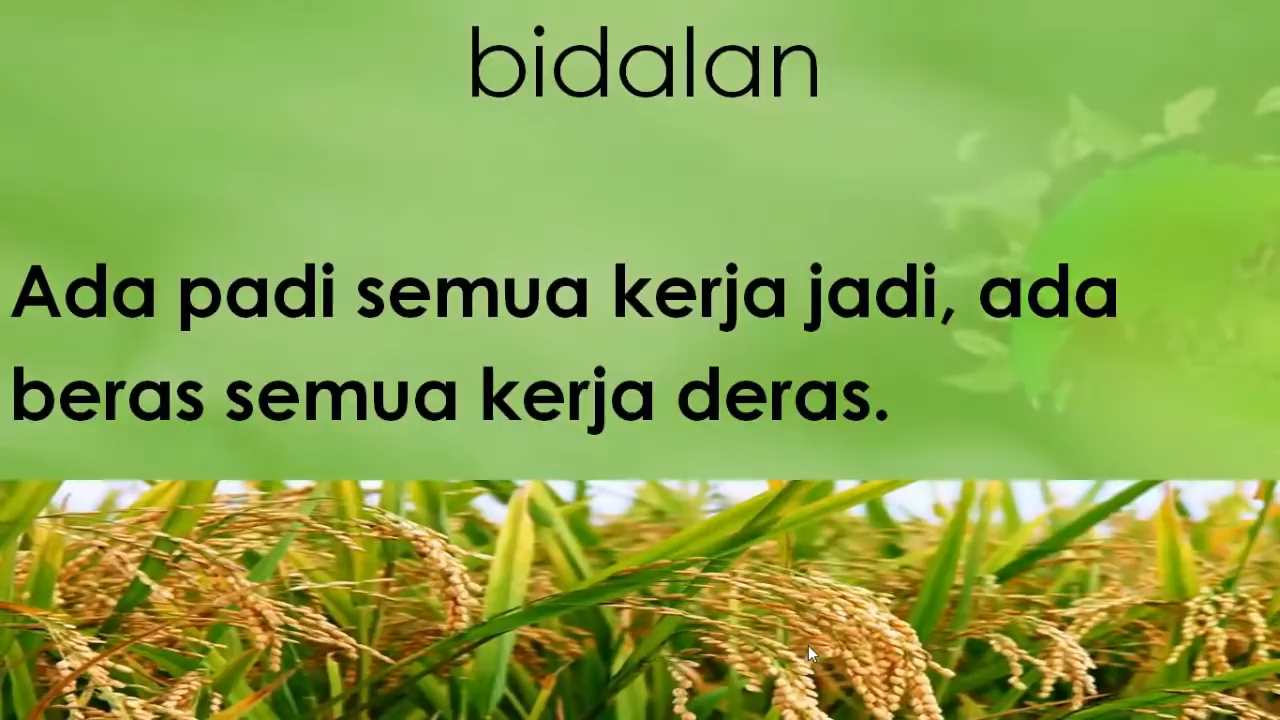 bidalan
Ada padi semua kerja jadi, ada
beras semua kerja deras.